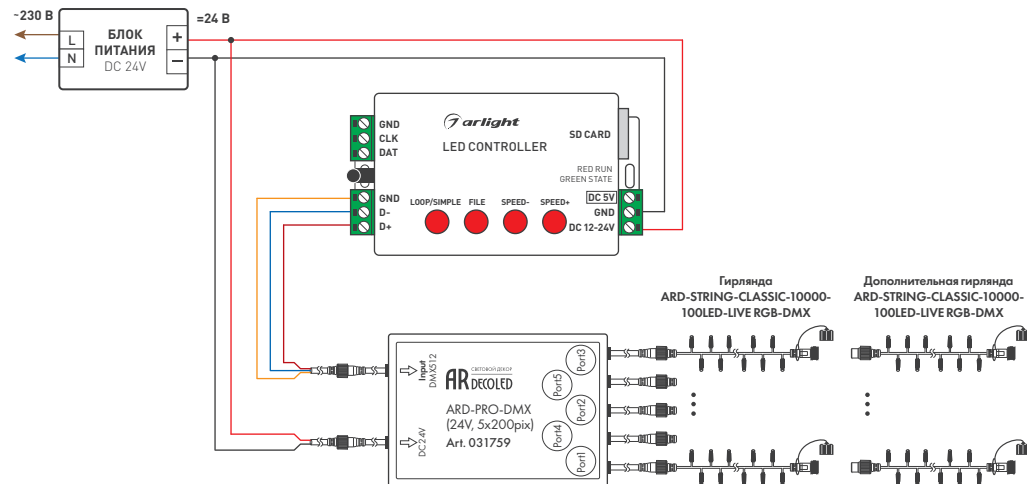 ~230 В
=24 В
L
N
БЛОК
ПИТАНИЯ
DC 24V
+
–
GND
CLK
DAT
arlight
LED CONTROLLER
SD CARD
RED RUN
GREEN STATE
GND
D-
D+
LOOP/SIMPLE
FILE
SPEED-
SPEED+
DC 5V
GND
DC 12-24V
Гирлянда
ARD-STRING-CLASSIC-10000-
100LED-LIVE RGB-DMX
Дополнительная гирлянда
ARD-STRING-CLASSIC-10000-
100LED-LIVE RGB-DMX
Input
DMX512
DC24V
AR
СВЕТОВОЙ ДЕКОР
DECOLED
ARD-PRO-DMX
(24V, 5x200pix)
Art. 031759
Port3
Port5
Port2
Port4
Port1